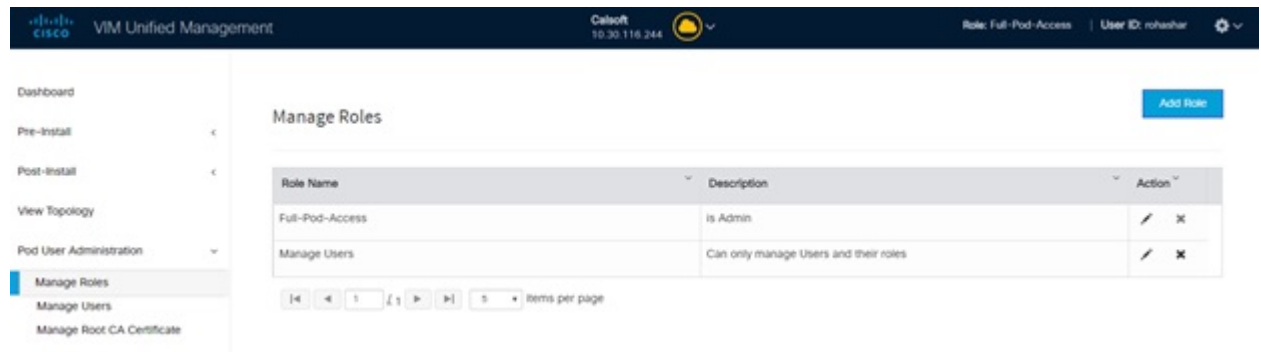 CISCO VIM Unified Management
Calsoft
10.30.116.244
Role: Full-Pod-Access | User ID: rohashar
Dashboard
Pre-Install
Post-Install
View Topology
Pod User Administration
Manage Roles
Manage Users
Manage Root CA Certificate
Manage Roles
Add Role
Role Name Description Action
Full-Pod-Access is Admin
Manage Users Can only manage Users and their roles
1 / 1 5 items per page